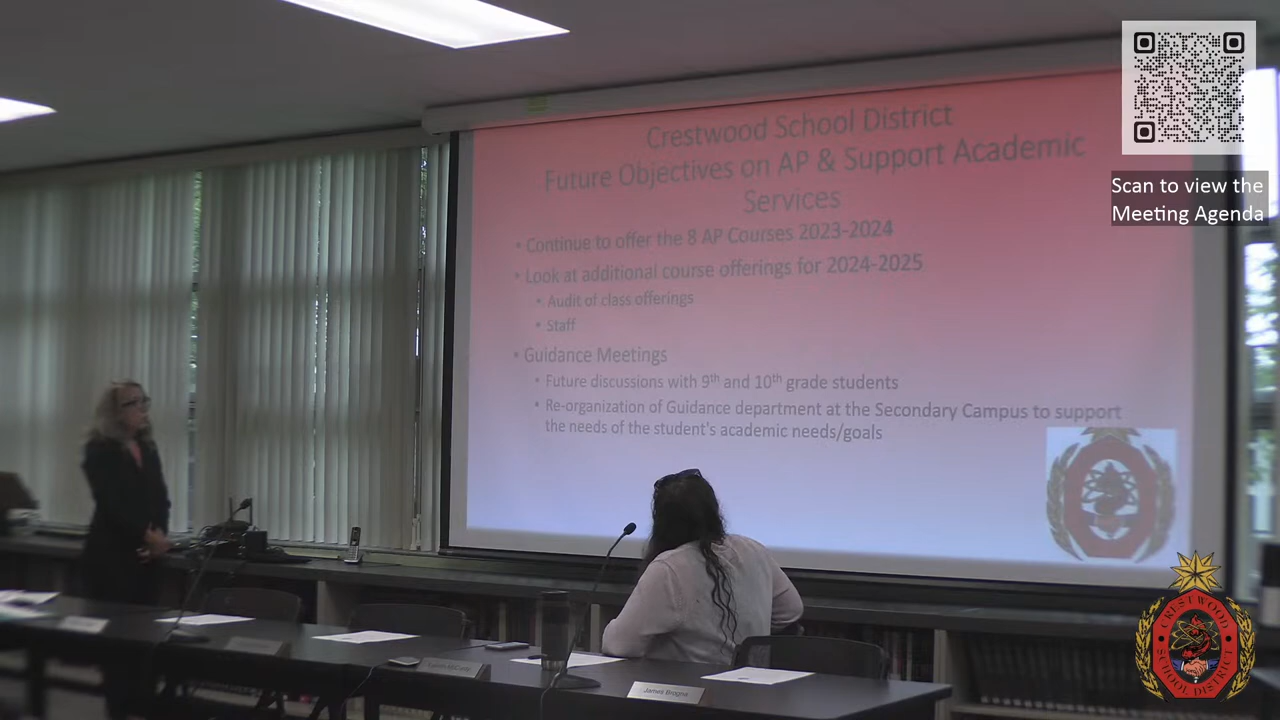 Crestwood School District
Future Objectives on AP & Support Academic
Services
• Continue to offer the 8 AP Courses 2023-2024
• Look at additional course offerings for 2024-2025
• Audit of class offerings
• Staff
• Guidance Meetings
• Future discussions with 9th and 10th grade students
• Re-organization of Guidance department at the Secondary Campus to support
the needs of the student's academic needs/goals
Scan to view the
Meeting Agenda
James Brogna
CRESTWOOD
SCHOOL DISTRICT